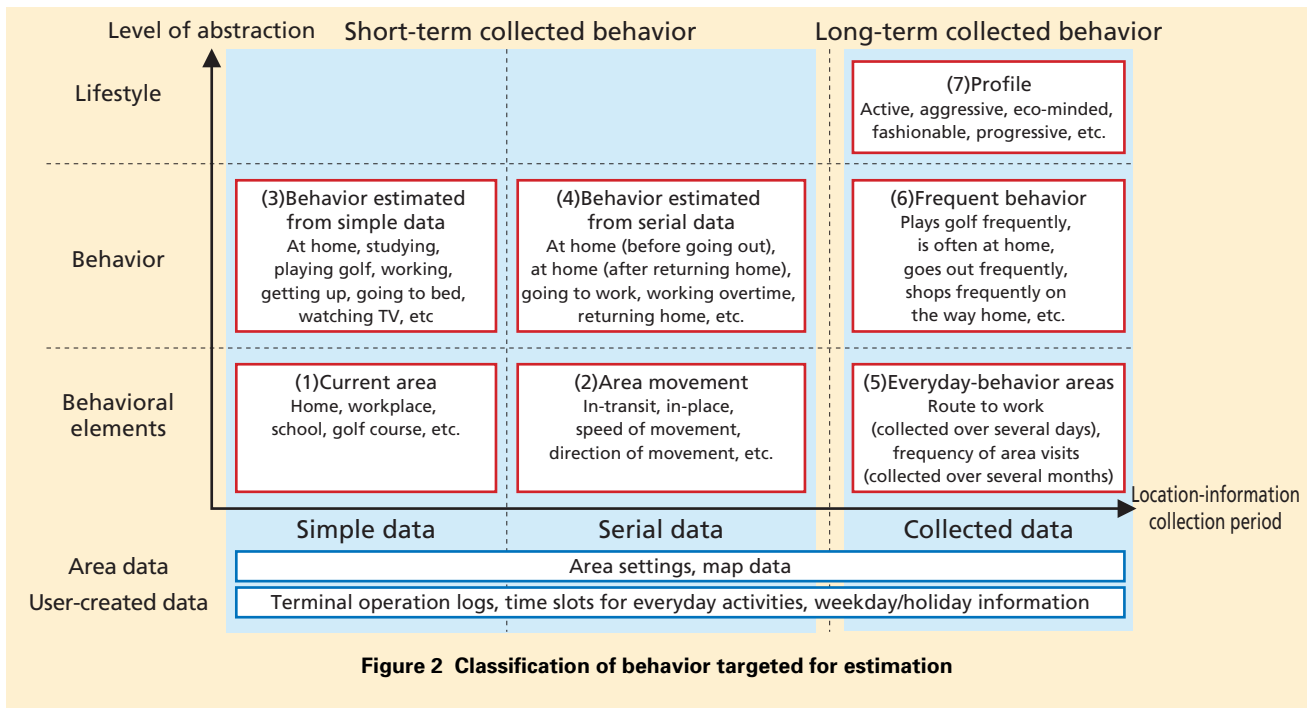 Level of abstraction
Short-term collected behavior
Long-term collected behavior
Lifestyle
(7)Profile
Active, aggressive, eco-minded,
fashionable, progressive, etc.
Behavior
(3)Behavior estimated
from simple data
At home, studying,
playing golf, working,
getting up, going to bed,
watching TV, etc
(4)Behavior estimated
from serial data
At home (before going out),
at home (after returning home),
going to work, working overtime,
returning home, etc.
(6)Frequent behavior
Plays golf frequently,
is often at home,
goes out frequently,
shops frequently on
the way home, etc.
Behavioral
elements
(1)Current area
Home, workplace,
school, golf course, etc.
(2)Area movement
In-transit, in-place,
speed of movement,
direction of movement, etc.
(5)Everyday-behavior areas
Route to work
(collected over several days),
frequency of area visits
(collected over several months)
Location-information
collection period
Simple data
Serial data
Collected data
Area data
Area settings, map data
User-created data
Terminal operation logs, time slots for everyday activities, weekday/holiday information
Figure 2 Classification of behavior targeted for estimation